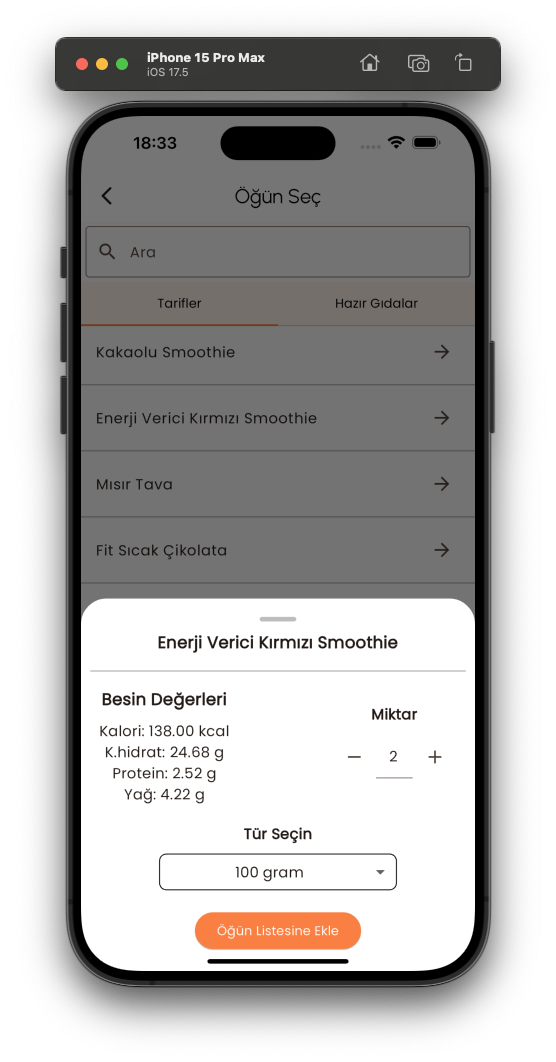 iPhone 15 Pro Max
iOS 17.5
18:33
Öğün Seç
Ara
Tarifler
Hazır Gıdalar
Kakaolu Smoothie
Enerji Verici Kırmızı Smoothie
Mısır Tava
Fit Sıcak Çikolata
Enerji Verici Kırmızı Smoothie
Besin Değerleri
Kalori: 138.00 kcal
K.hidrat: 24.68 g
Protein: 2.52 g
Yağ: 4.22 g
Miktar
2
Tür Seçin
100 gram
Öğün Listesine Ekle